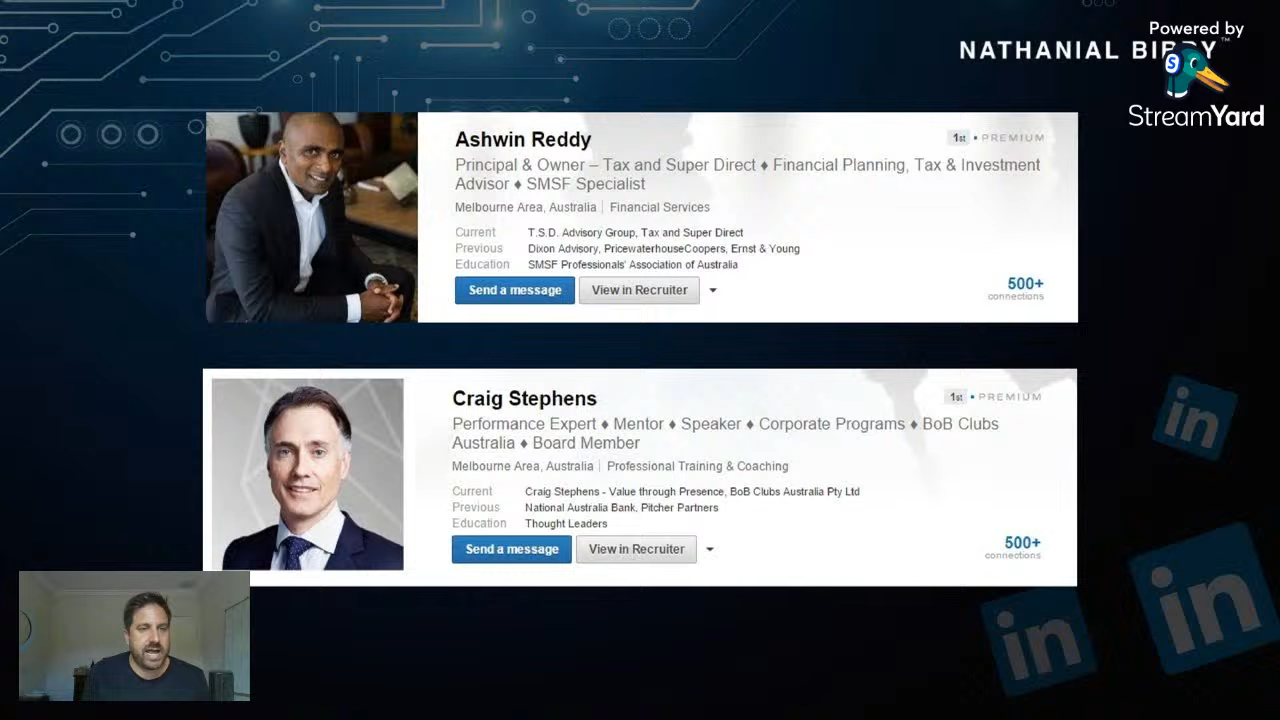 Powered by
NATHANIAL
StreamYard
Ashwin Reddy
1st • PREMIUM
Principal & Owner – Tax and Super Direct ♦ Financial Planning, Tax & Investment
Advisor ♦ SMSF Specialist
Melbourne Area, Australia | Financial Services
Current T.S.D. Advisory Group, Tax and Super Direct
Previous Dixon Advisory, PricewaterhouseCoopers, Ernst & Young
Education SMSF Professionals' Association of Australia
Send a message View in Recruiter
500+
connections
Craig Stephens
1st • PREMIUM
Performance Expert ♦ Mentor ♦ Speaker ♦ Corporate Programs ♦ BoB Clubs
Australia ♦ Board Member
Melbourne Area, Australia | Professional Training & Coaching
Current Craig Stephens - Value through Presence, BoB Clubs Australia Pty Ltd
Previous National Australia Bank, Pitcher Partners
Education Thought Leaders
Send a message View in Recruiter
500+
connections
in
in
in